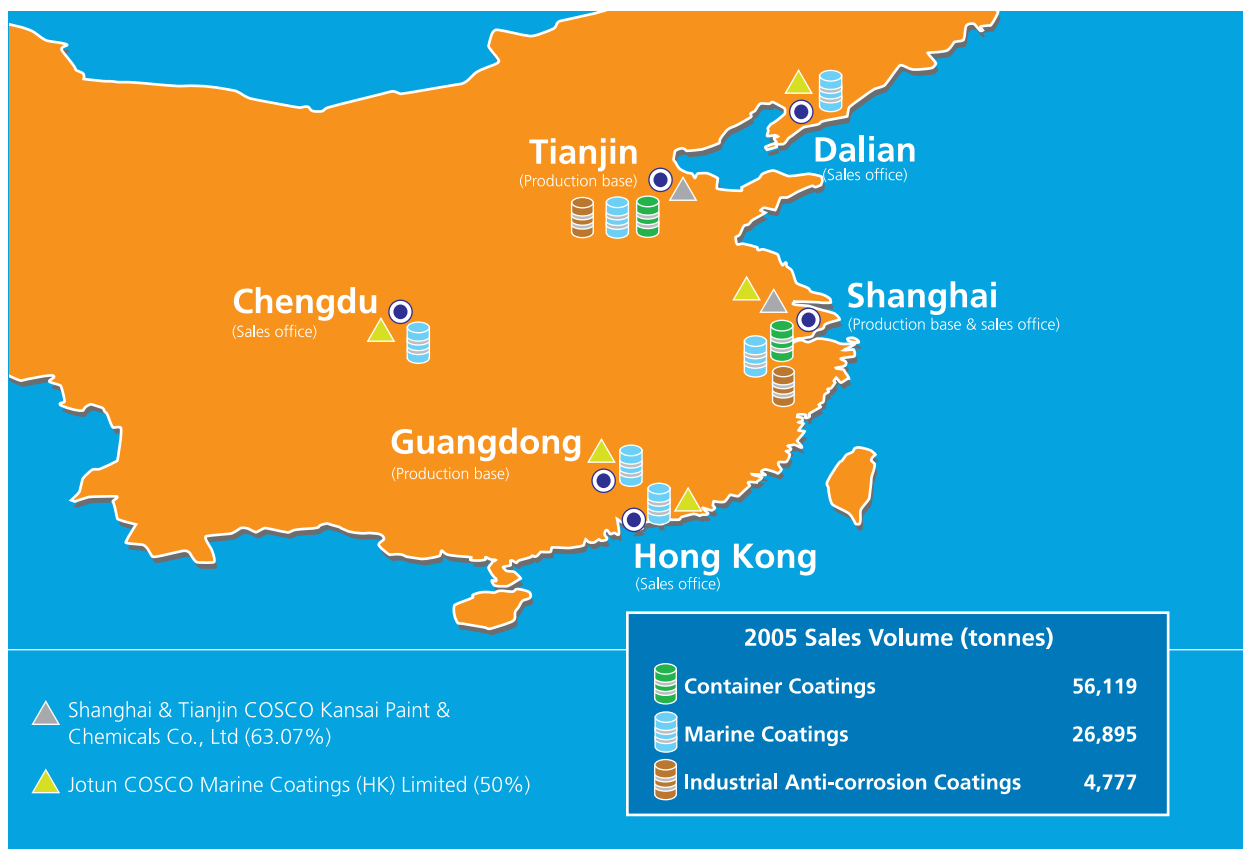 Dalian
(Sales office)
Tianjin
(Production base)
Chengdu
(Sales office)
Shanghai
(Production base & sales office)
Guangdong
(Production base)
Hong Kong
(Sales office)
2005 Sales Volume (tonnes)
Container Coatings 56,119
Marine Coatings 26,895
Industrial Anti-corrosion Coatings 4,777
Shanghai & Tianjin COSCO Kansai Paint &
Chemicals Co., Ltd (63.07%)
Jotun COSCO Marine Coatings (HK) Limited (50%)